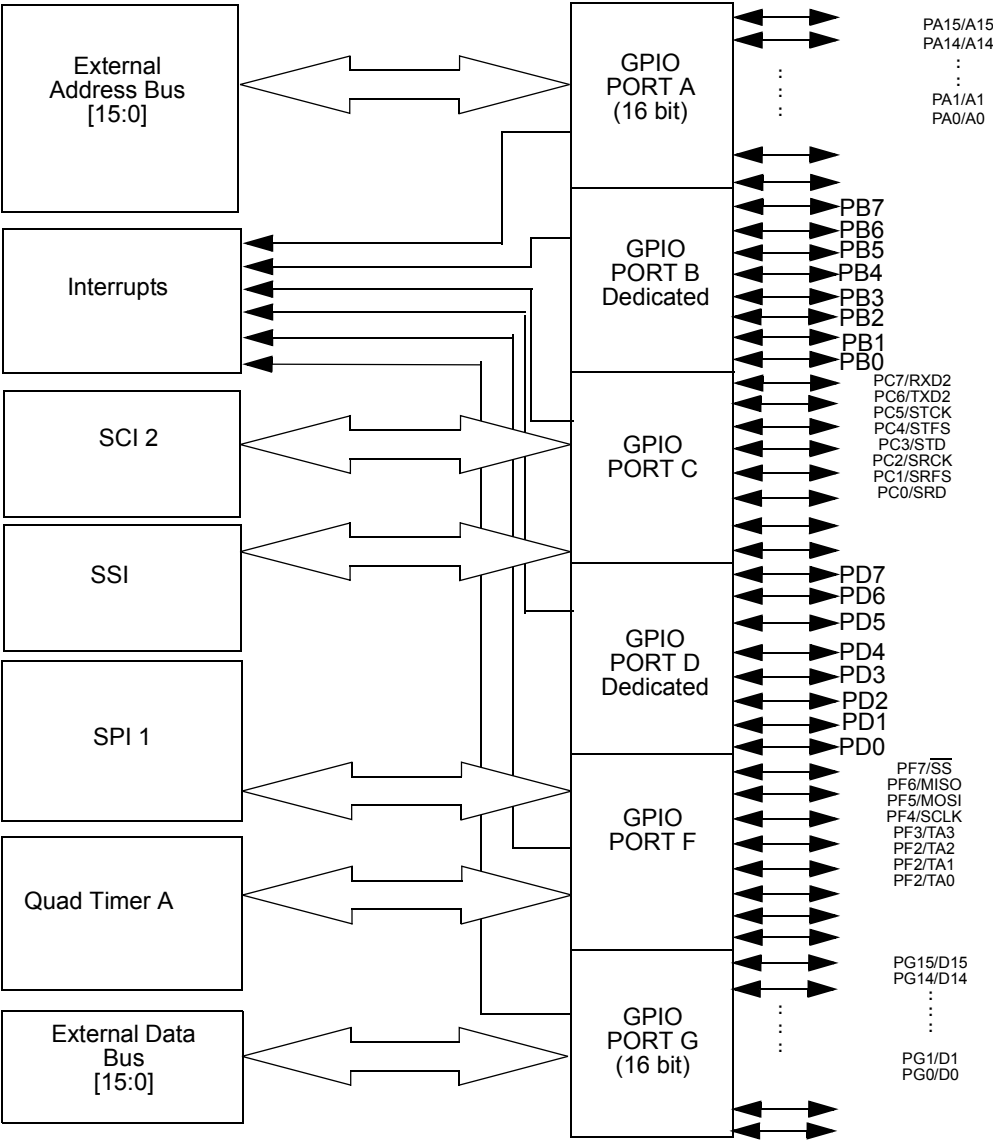 External
Address Bus
[15:0]
Interrupts
SCI 2
SSI
SPI 1
Quad Timer A
External Data
Bus
[15:0]
GPIO
PORT A
(16 bit)
GPIO
PORT B
Dedicated
GPIO
PORT C
GPIO
PORT D
Dedicated
GPIO
PORT F
GPIO
PORT G
(16 bit)
PA15/A15
PA14/A14
PA1/A1
PA0/A0
PB7
PB6
PB5
PB4
PB3
PB2
PB1
PB0
PC7/RXD2
PC6/TXD2
PC5/STCK
PC4/STFS
PC3/STD
PC2/SRCK
PC1/SRFS
PC0/SRD
PD7
PD6
PD5
PD4
PD3
PD2
PD1
PD0
PF7/S̅S̅
PF6/MISO
PF5/MOSI
PF4/SCLK
PF3/TA3
PF2/TA2
PF2/TA1
PF2/TA0
PG15/D15
PG14/D14
PG1/D1
PG0/D0